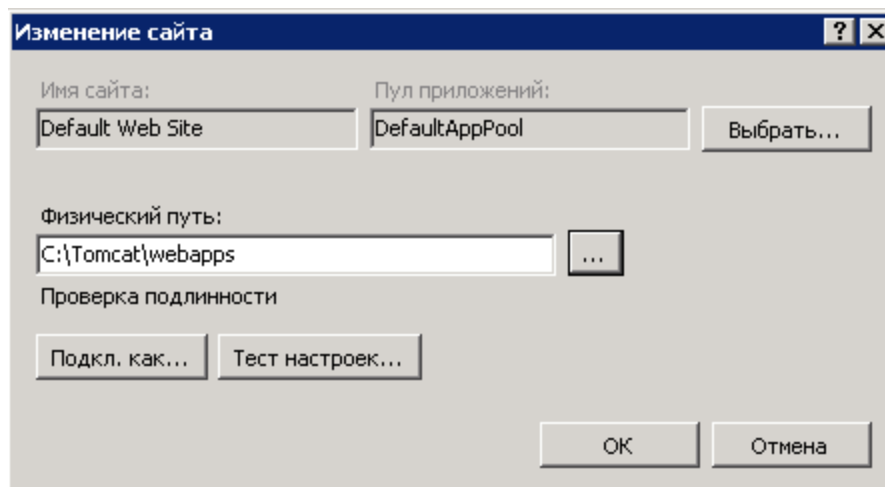 Изменение сайта
Имя сайта: Пул приложений:
Default Web Site DefaultAppPool Выбрать...
Физический путь:
C:\Tomcat\webapps ...
Проверка подлинности
Подкл. как... Тест настроек...
ОК Отмена